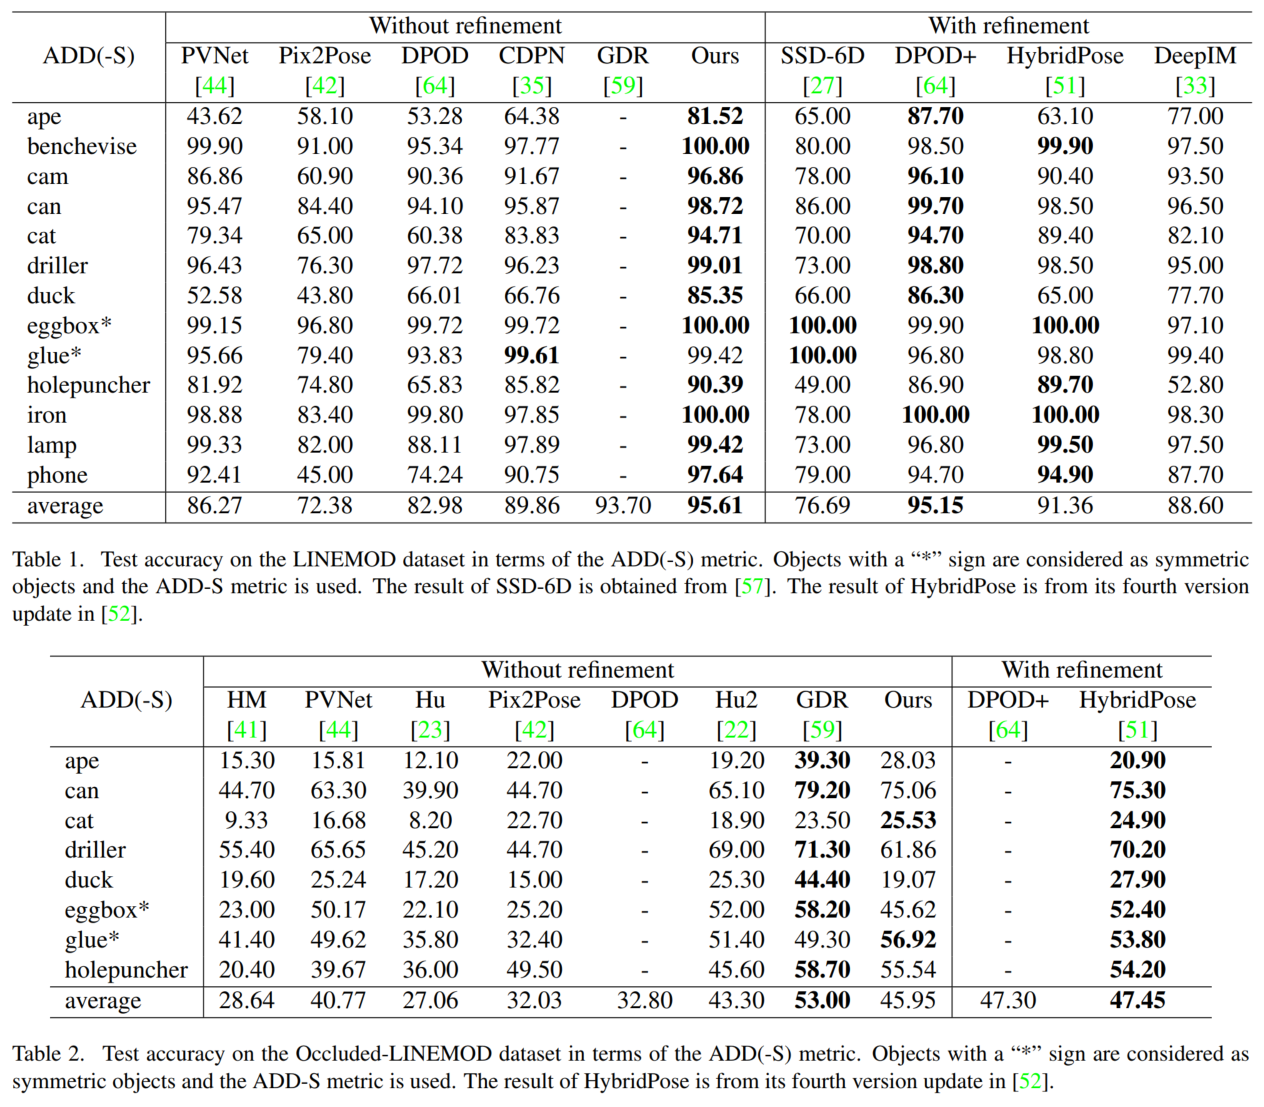 ADD(-S) Without refinement With refinement
PVNet Pix2Pose DPOD CDPN GDR Ours SSD-6D DPOD+ HybridPose DeepIM
[44] [42] [64] [35] [59] [27] [64] [51] [33]
ape 43.62 58.10 53.28 64.38 - 81.52 65.00 87.70 63.10 77.00
benchevise 99.90 91.00 95.34 97.77 - 100.00 80.00 98.50 99.90 97.50
cam 86.86 60.90 90.36 91.67 - 96.86 78.00 96.10 90.40 93.50
can 95.47 84.40 94.10 95.87 - 98.72 86.00 99.70 98.50 96.50
cat 79.34 65.00 60.38 83.83 - 94.71 70.00 94.70 89.40 82.10
driller 96.43 76.30 97.72 96.23 - 99.01 73.00 98.80 98.50 95.00
duck 52.58 43.80 66.01 66.76 - 85.35 66.00 86.30 65.00 77.70
eggbox* 99.15 96.80 99.72 99.72 - 100.00 100.00 99.90 100.00 97.10
glue* 95.66 79.40 93.83 99.61 - 99.42 100.00 96.80 98.80 99.40
holepuncher 81.92 74.80 65.83 85.82 - 90.39 49.00 86.90 89.70 52.80
iron 98.88 83.40 99.80 97.85 - 100.00 78.00 100.00 100.00 98.30
lamp 99.33 82.00 88.11 97.89 - 99.42 73.00 96.80 99.50 97.50
phone 92.41 45.00 74.24 90.75 - 97.64 79.00 94.70 94.90 87.70
average 86.27 72.38 82.98 89.86 93.70 95.61 76.69 95.15 91.36 88.60
Table 1. Test accuracy on the LINEMOD dataset in terms of the ADD(-S) metric. Objects with a “*” sign are considered as symmetric
objects and the ADD-S metric is used. The result of SSD-6D is obtained from [57]. The result of HybridPose is from its fourth version
update in [52].
ADD(-S) Without refinement With refinement
HM PVNet Hu Pix2Pose DPOD Hu2 GDR Ours DPOD+ HybridPose
[41] [44] [23] [42] [64] [22] [59] [64] [51]
ape 15.30 15.81 12.10 22.00 - 19.20 39.30 28.03 - 20.90
can 44.70 63.30 39.90 44.70 - 65.10 79.20 75.06 - 75.30
cat 9.33 16.68 8.20 22.70 - 18.90 23.50 25.53 - 24.90
driller 55.40 65.65 45.20 44.70 - 69.00 71.30 61.86 - 70.20
duck 19.60 25.24 17.20 15.00 - 25.30 44.40 19.07 - 27.90
eggbox* 23.00 50.17 22.10 25.20 - 52.00 58.20 45.62 - 52.40
glue* 41.40 49.62 35.80 32.40 - 51.40 49.30 56.92 - 53.80
holepuncher 20.40 39.67 36.00 49.50 - 45.60 58.70 55.54 - 54.20
average 28.64 40.77 27.06 32.03 32.80 43.30 53.00 45.95 47.30 47.45
Table 2. Test accuracy on the Occluded-LINEMOD dataset in terms of the ADD(-S) metric. Objects with a “*” sign are considered as
symmetric objects and the ADD-S metric is used. The result of HybridPose is from its fourth version update in [52].